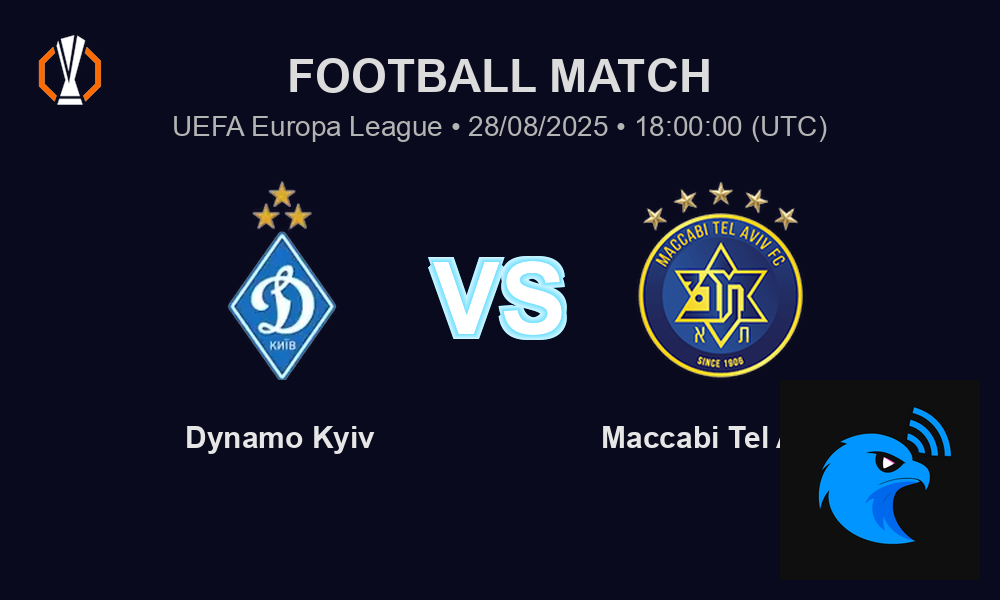 FOOTBALL MATCH
UEFA Europa League • 28/08/2025 • 18:00:00 (UTC)
MACCABI TEL AVIV FC
VS
КИЇВ
א ת
SINCE 1906
Dynamo Kyiv
Maccabi Tel